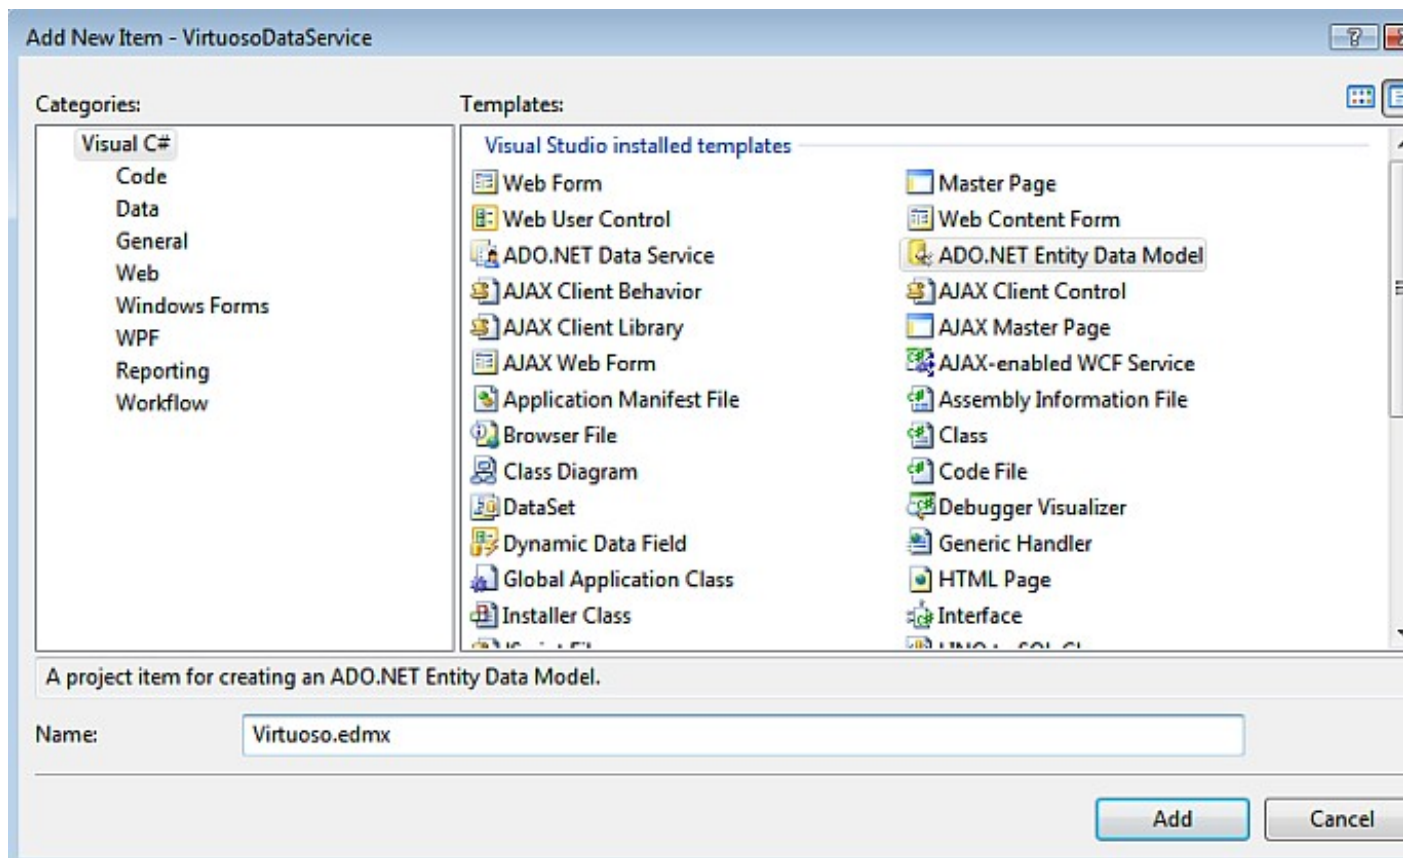 Add New Item - VirtuosoDataService
Categories:
Templates:
Visual C#
Code
Data
General
Web
Windows Forms
WPF
Reporting
Workflow
Visual Studio installed templates
Web Form
Master Page
Web User Control
Web Content Form
ADO.NET Data Service
ADO.NET Entity Data Model
AJAX Client Behavior
AJAX Client Control
AJAX Client Library
AJAX Master Page
AJAX Web Form
AJAX-enabled WCF Service
Application Manifest File
Assembly Information File
Browser File
Class
Class Diagram
Code File
DataSet
Debugger Visualizer
Dynamic Data Field
Generic Handler
Global Application Class
HTML Page
Installer Class
Interface
A project item for creating an ADO.NET Entity Data Model.
Name:
Virtuoso.edmx
Add
Cancel